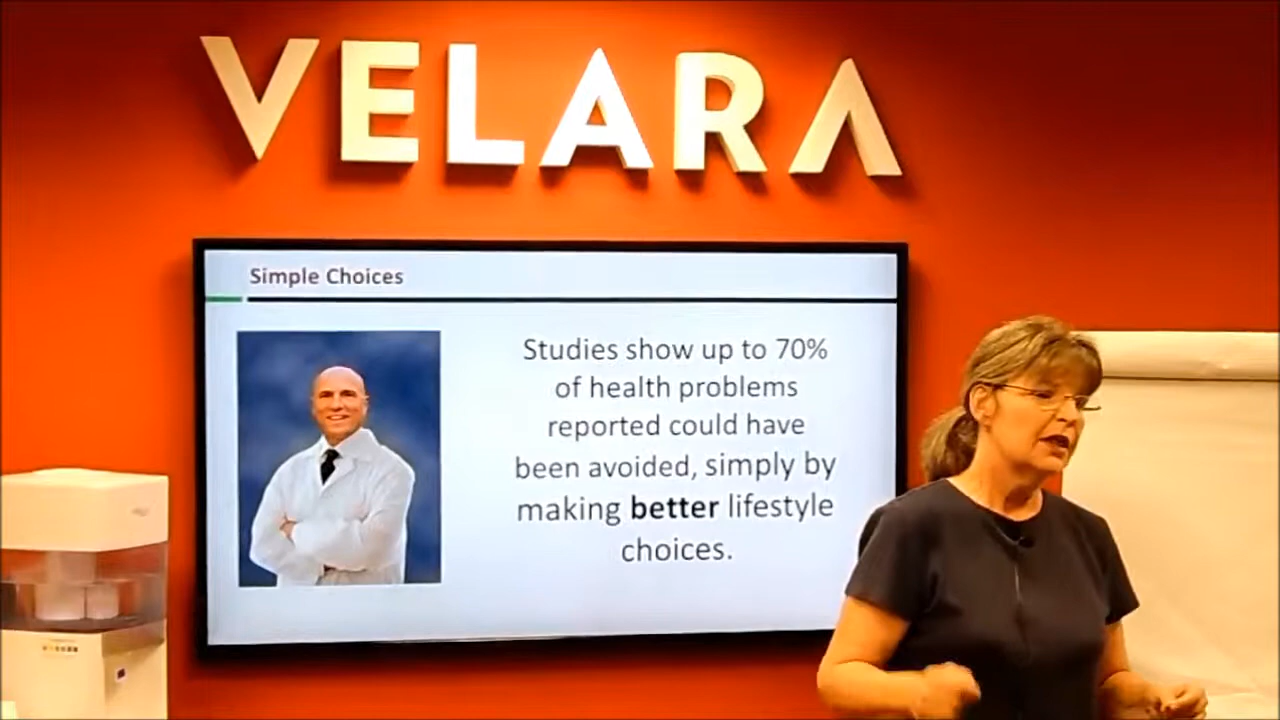 VELARA
Simple Choices
Studies show up to 70%
of health problems
reported could have
been avoided, simply by
making better lifestyle
choices.